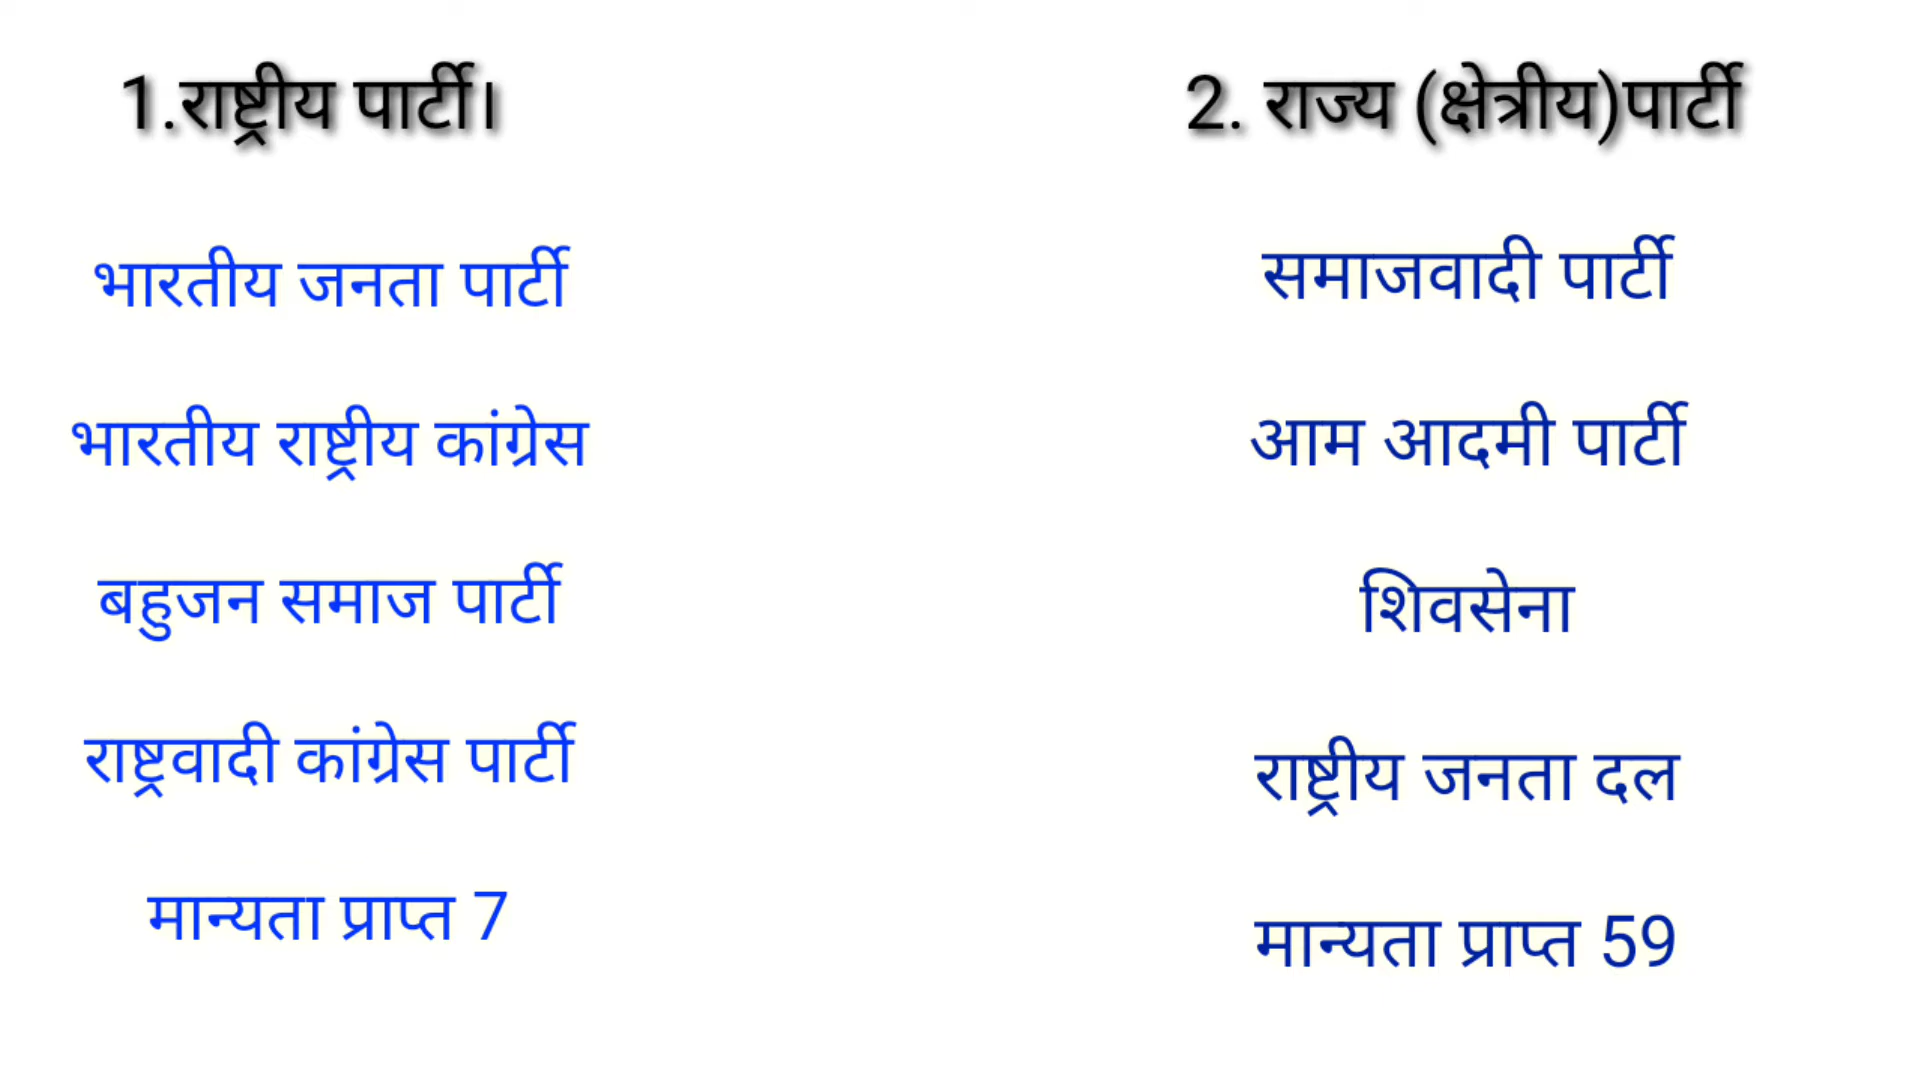 1.राष्ट्रीय पार्टी।
भारतीय जनता पार्टी
भारतीय राष्ट्रीय कांग्रेस
बहुजन समाज पार्टी
राष्ट्रवादी कांग्रेस पार्टी
मान्यता प्राप्त 7
2. राज्य (क्षेत्रीय)पार्टी
समाजवादी पार्टी
आम आदमी पार्टी
शिवसेना
राष्ट्रीय जनता दल
मान्यता प्राप्त 59